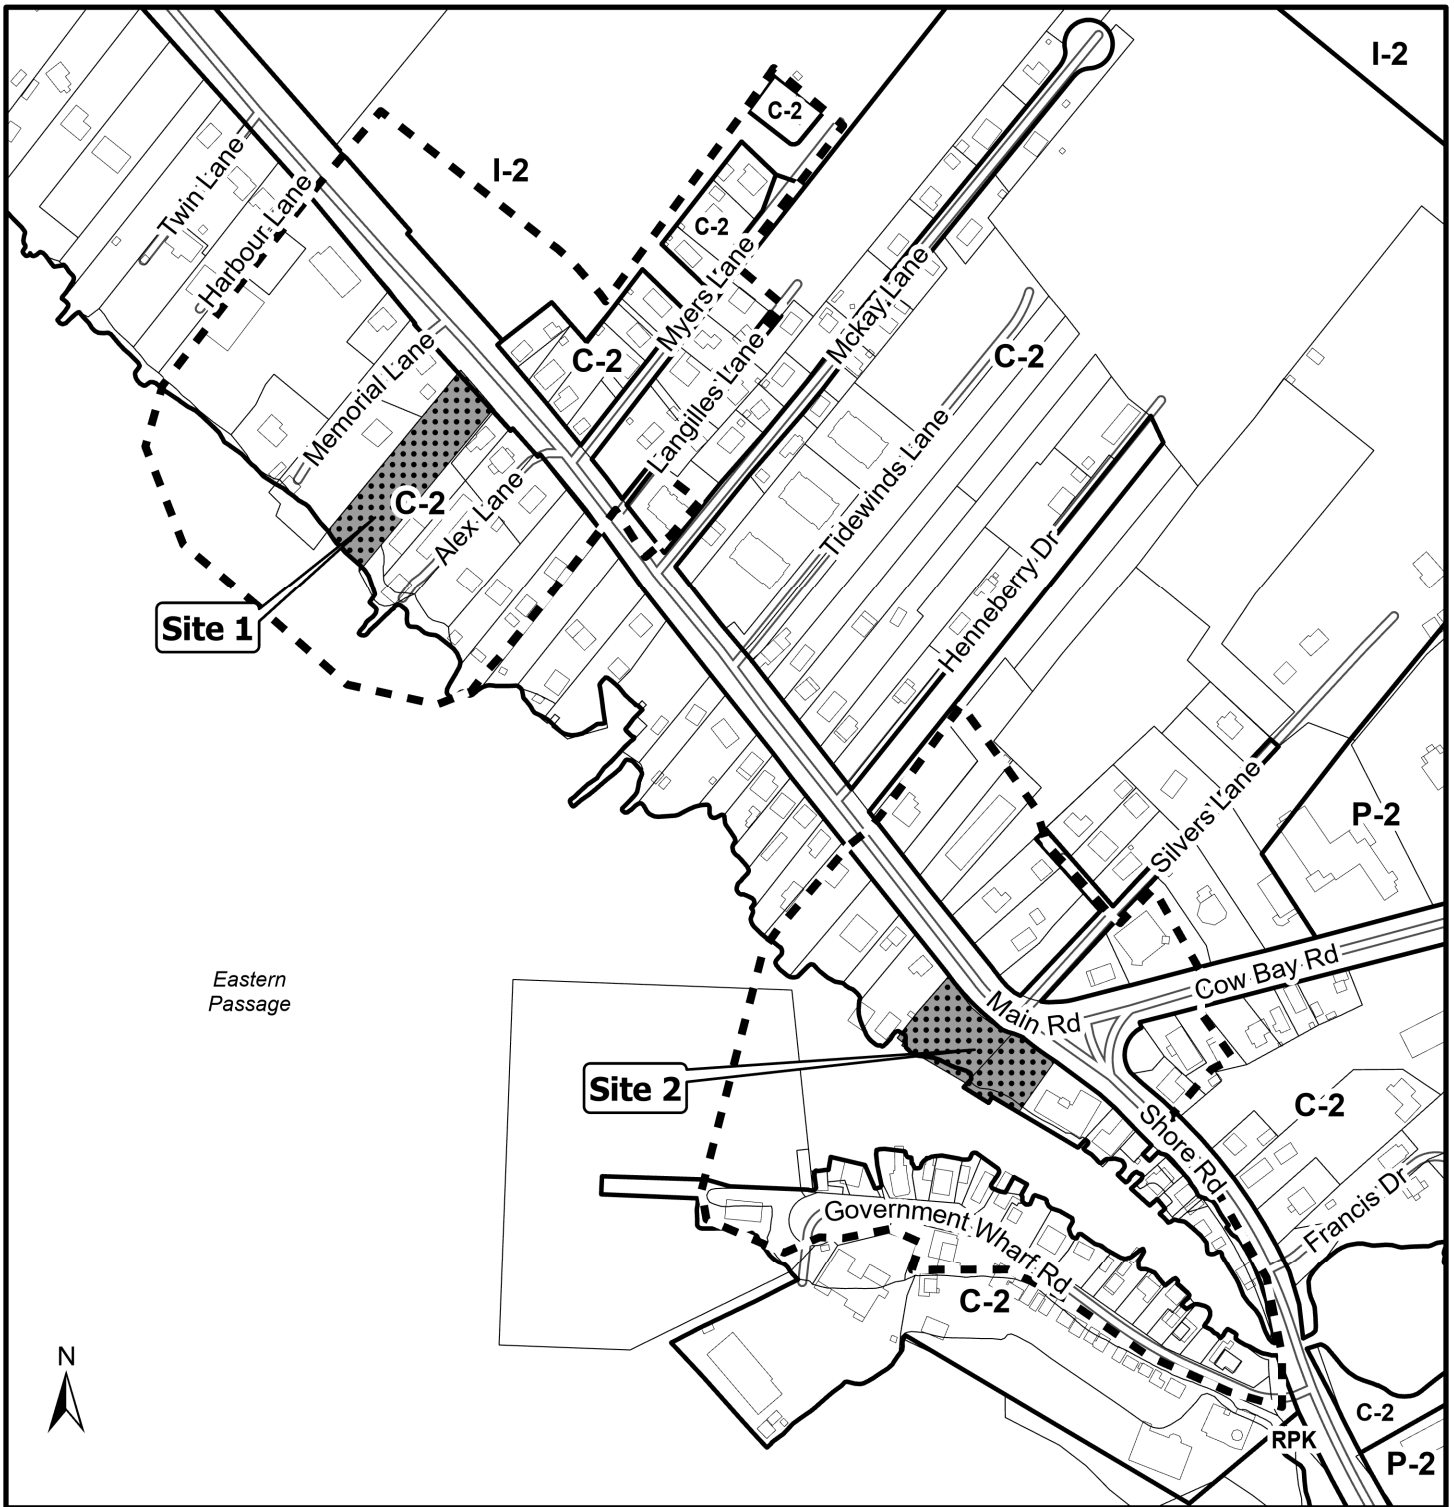 I-2
C-2
I-2
Twin Lane
C-2
Harbour Lane
Myers Lane
Mckay Lane
C-2
C-2
Memorial Lane
Langilles Lane
C-2
Tidewinds Lane
Alex Lane
Henneberry Dr
Site 1
P-2
Silvers Lane
Eastern
Passage
Cow Bay Rd
Main Rd
Site 2
C-2
Shore Rd
Francis Dr
Government Wharf Rd
C-2
N
C-2
RPK
P-2